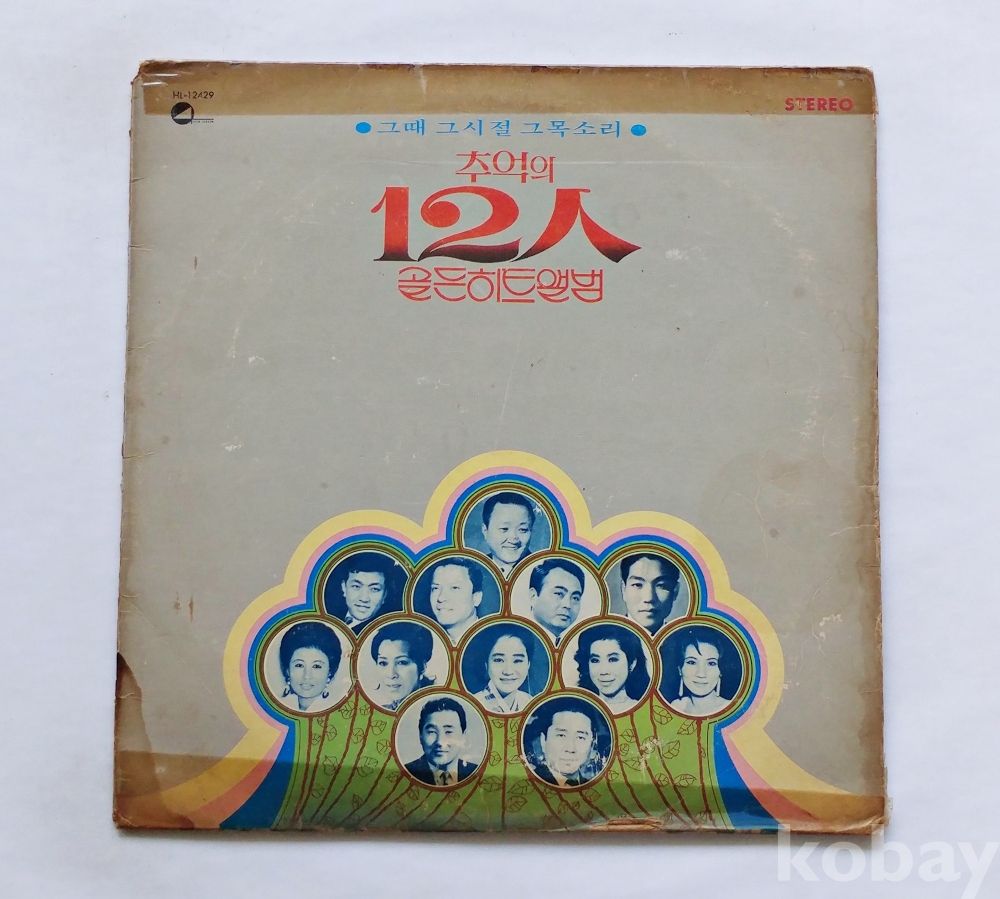 HL-12429
STEREO
● 그때 그시절 그목소리 ●
추억의
12人
골든히트앨범
kobay